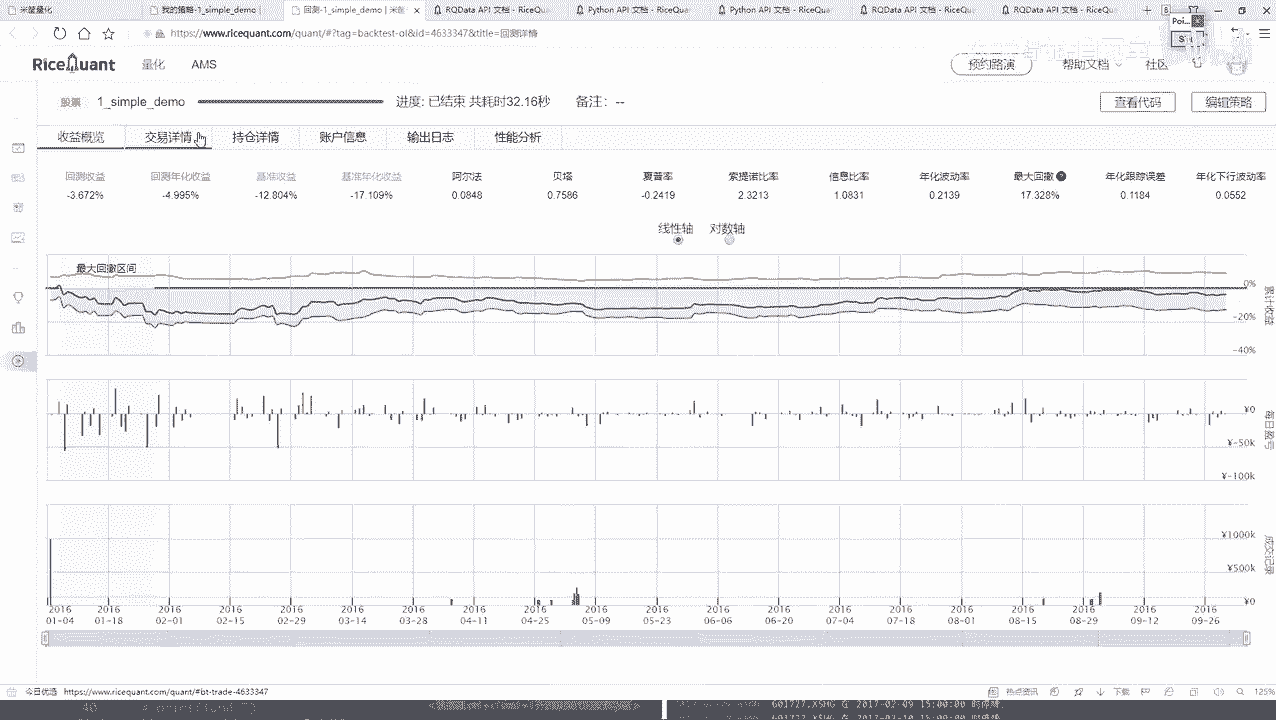 米筐量化
我的策略-1_simple_demo |
回测-1_simple_demo | 米筐
RQData API 文档 - RiceQu
Python API 文档 - RiceQua
ython API 文档 - RiceQua
RQData API 文档 - RiceQu
RQData API 文档 - RiceQu
Poi...
S
https://www.ricequant.com/quant/#?tag=backtest-ol&id=4633347&title=回测详情
RiceQuant
量化
AMS
预约路演
帮助文档
社区
股票
1_simple_demo
进度: 已结束 共耗时32.16秒
备注: --
查看代码
编辑策略
收益概览
交易详情
持仓详情
账户信息
输出日志
性能分析
回测收益 回测年化收益 基准收益 基准年化收益 阿尔法 贝塔 夏普率 索提诺比率 信息比率 年化波动率 最大回撤 年化跟踪误差 年化下行波动率
-3.672% -4.995% -12.804% -17.109% 0.0848 0.7586 -0.2419 2.3213 1.0831 0.2139 17.328% 0.1184 0.0552
线性轴
对数轴
最大回撤区间
0%
-20%
-40%
累计收益
¥0
¥-50k
¥-100k
每日盈亏
¥1000k
¥500k
¥0
成交记录
2016 2016 2016 2016 2016 2016 2016 2016 2016 2016 2016 2016 2016 2016 2016 2016 2016 2016 2016 2016
01-04 01-18 02-01 02-15 02-29 03-14 03-28 04-11 04-25 05-09 05-23 06-06 06-20 07-04 07-18 08-01 08-15 08-29 09-12 09-26
今日优选
https://www.ricequant.com/quant/#bt-trade-4633347
热点资讯
下载
125%
40
601727.XSHG 在 2017-02-09 15:00:00 时